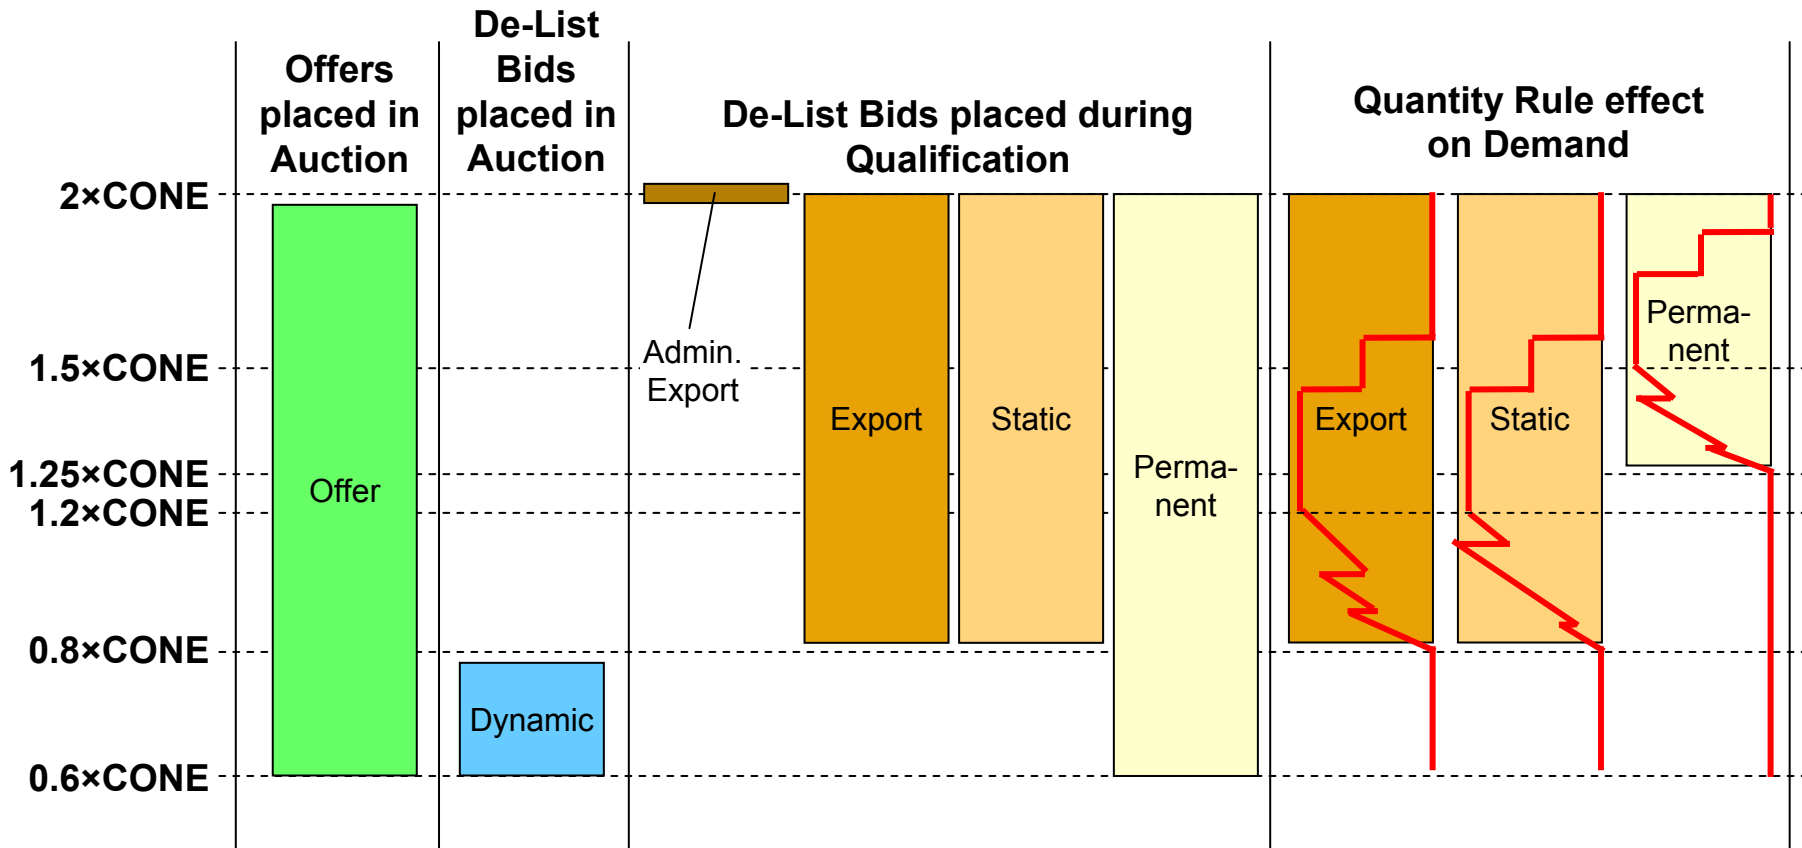 Offers
placed in
Auction
De-List
Bids
placed in
Auction
De-List Bids placed during
Qualification
Quantity Rule effect
on Demand
2×CONE
1.5×CONE
1.25×CONE
1.2×CONE
0.8×CONE
0.6×CONE
Offer
Dynamic
Admin.
Export
Export
Static
Perma-
nent
Export
Static
Perma-
nent